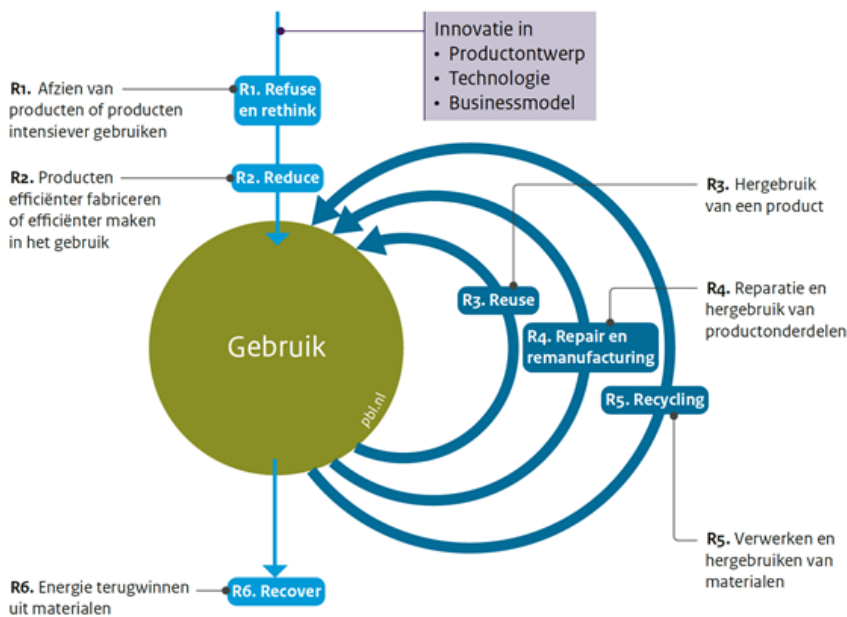 Innovatie in
• Productontwerp
• Technologie
• Businessmodel
R1. Afzien van
producten of producten
intensiever gebruiken
R1. Refuse
en rethink
R2. Producten
efficiënter fabriceren
of efficiënter maken
in het gebruik
R2. Reduce
R3. Hergebruik
van een product
R3. Reuse
R4. Reparatie en
hergebruik van
productonderdelen
R4. Repair en
remanufacturing
Gebruik
pbl.nl
R5. Recycling
R5. Verwerken en
hergebruiken van
materialen
R6. Energie terugwinnen
uit materialen
R6. Recover